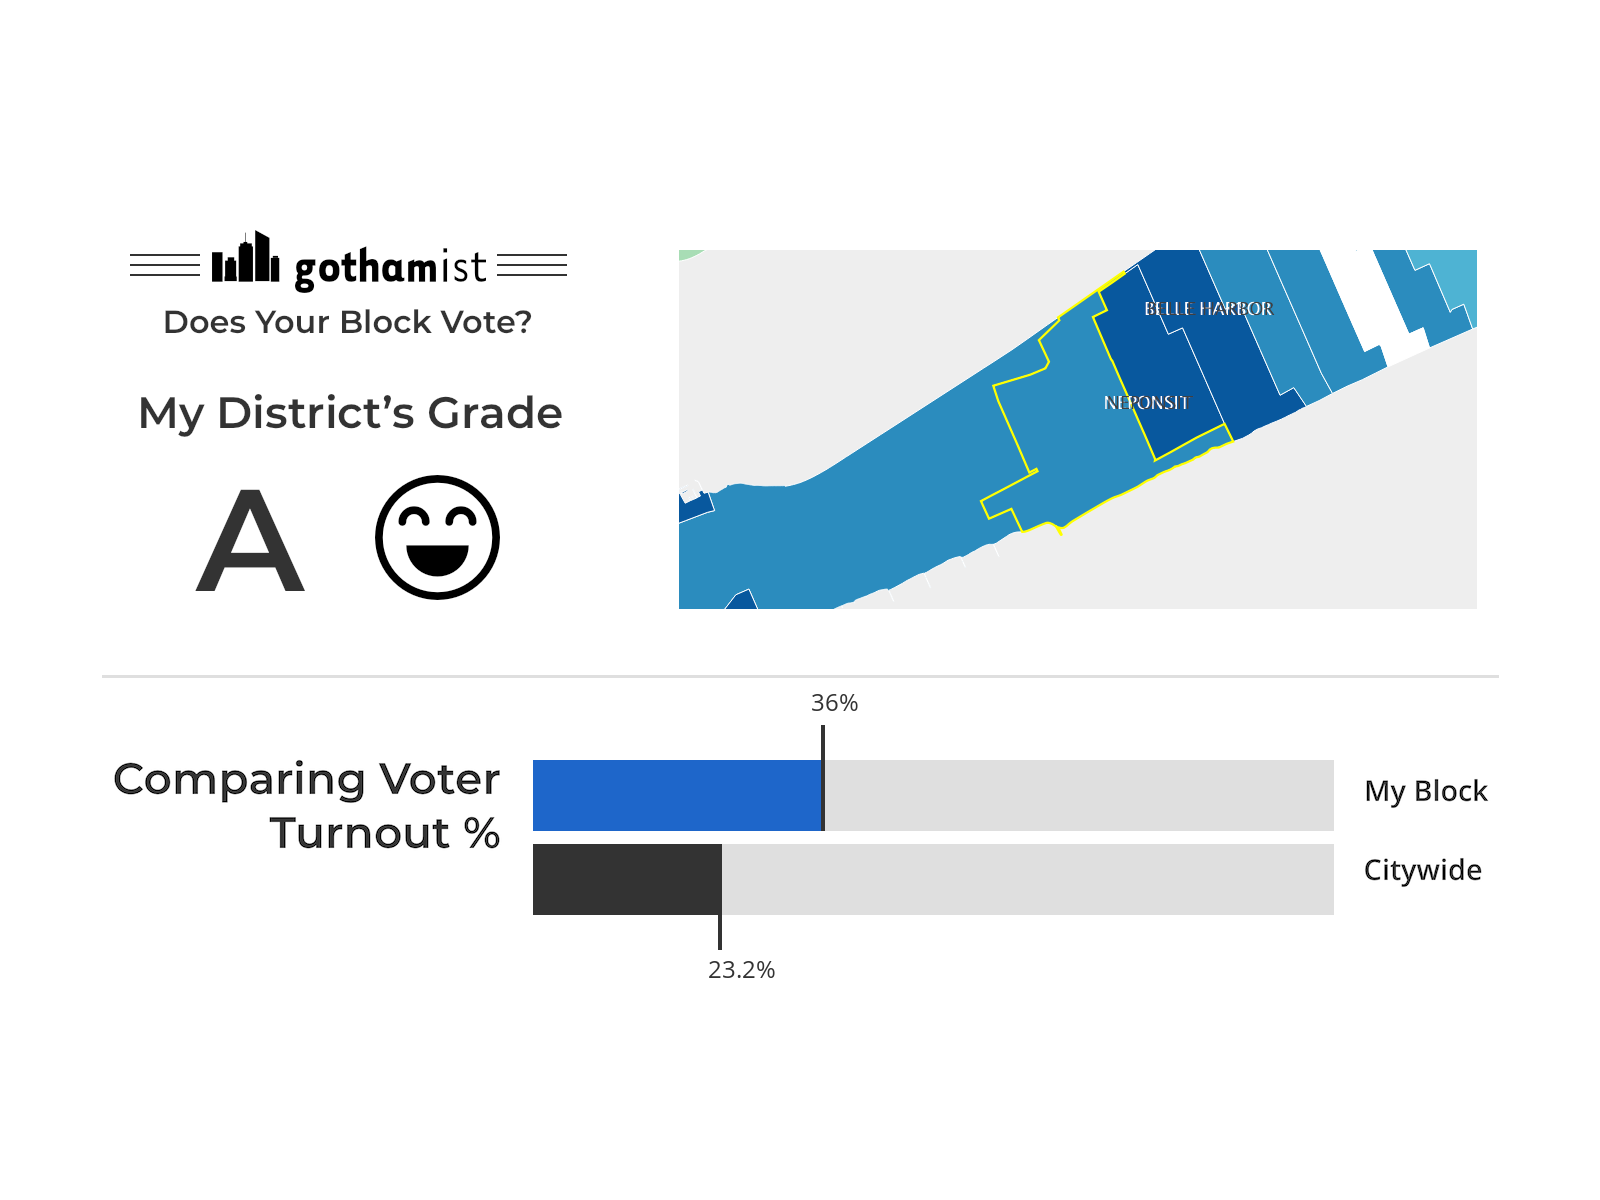 gothamist
Does Your Block Vote?
My District’s Grade
A
BELLE HARBOR
NEPONSIT
36%
Comparing Voter
Turnout %
My Block
Citywide
23.2%